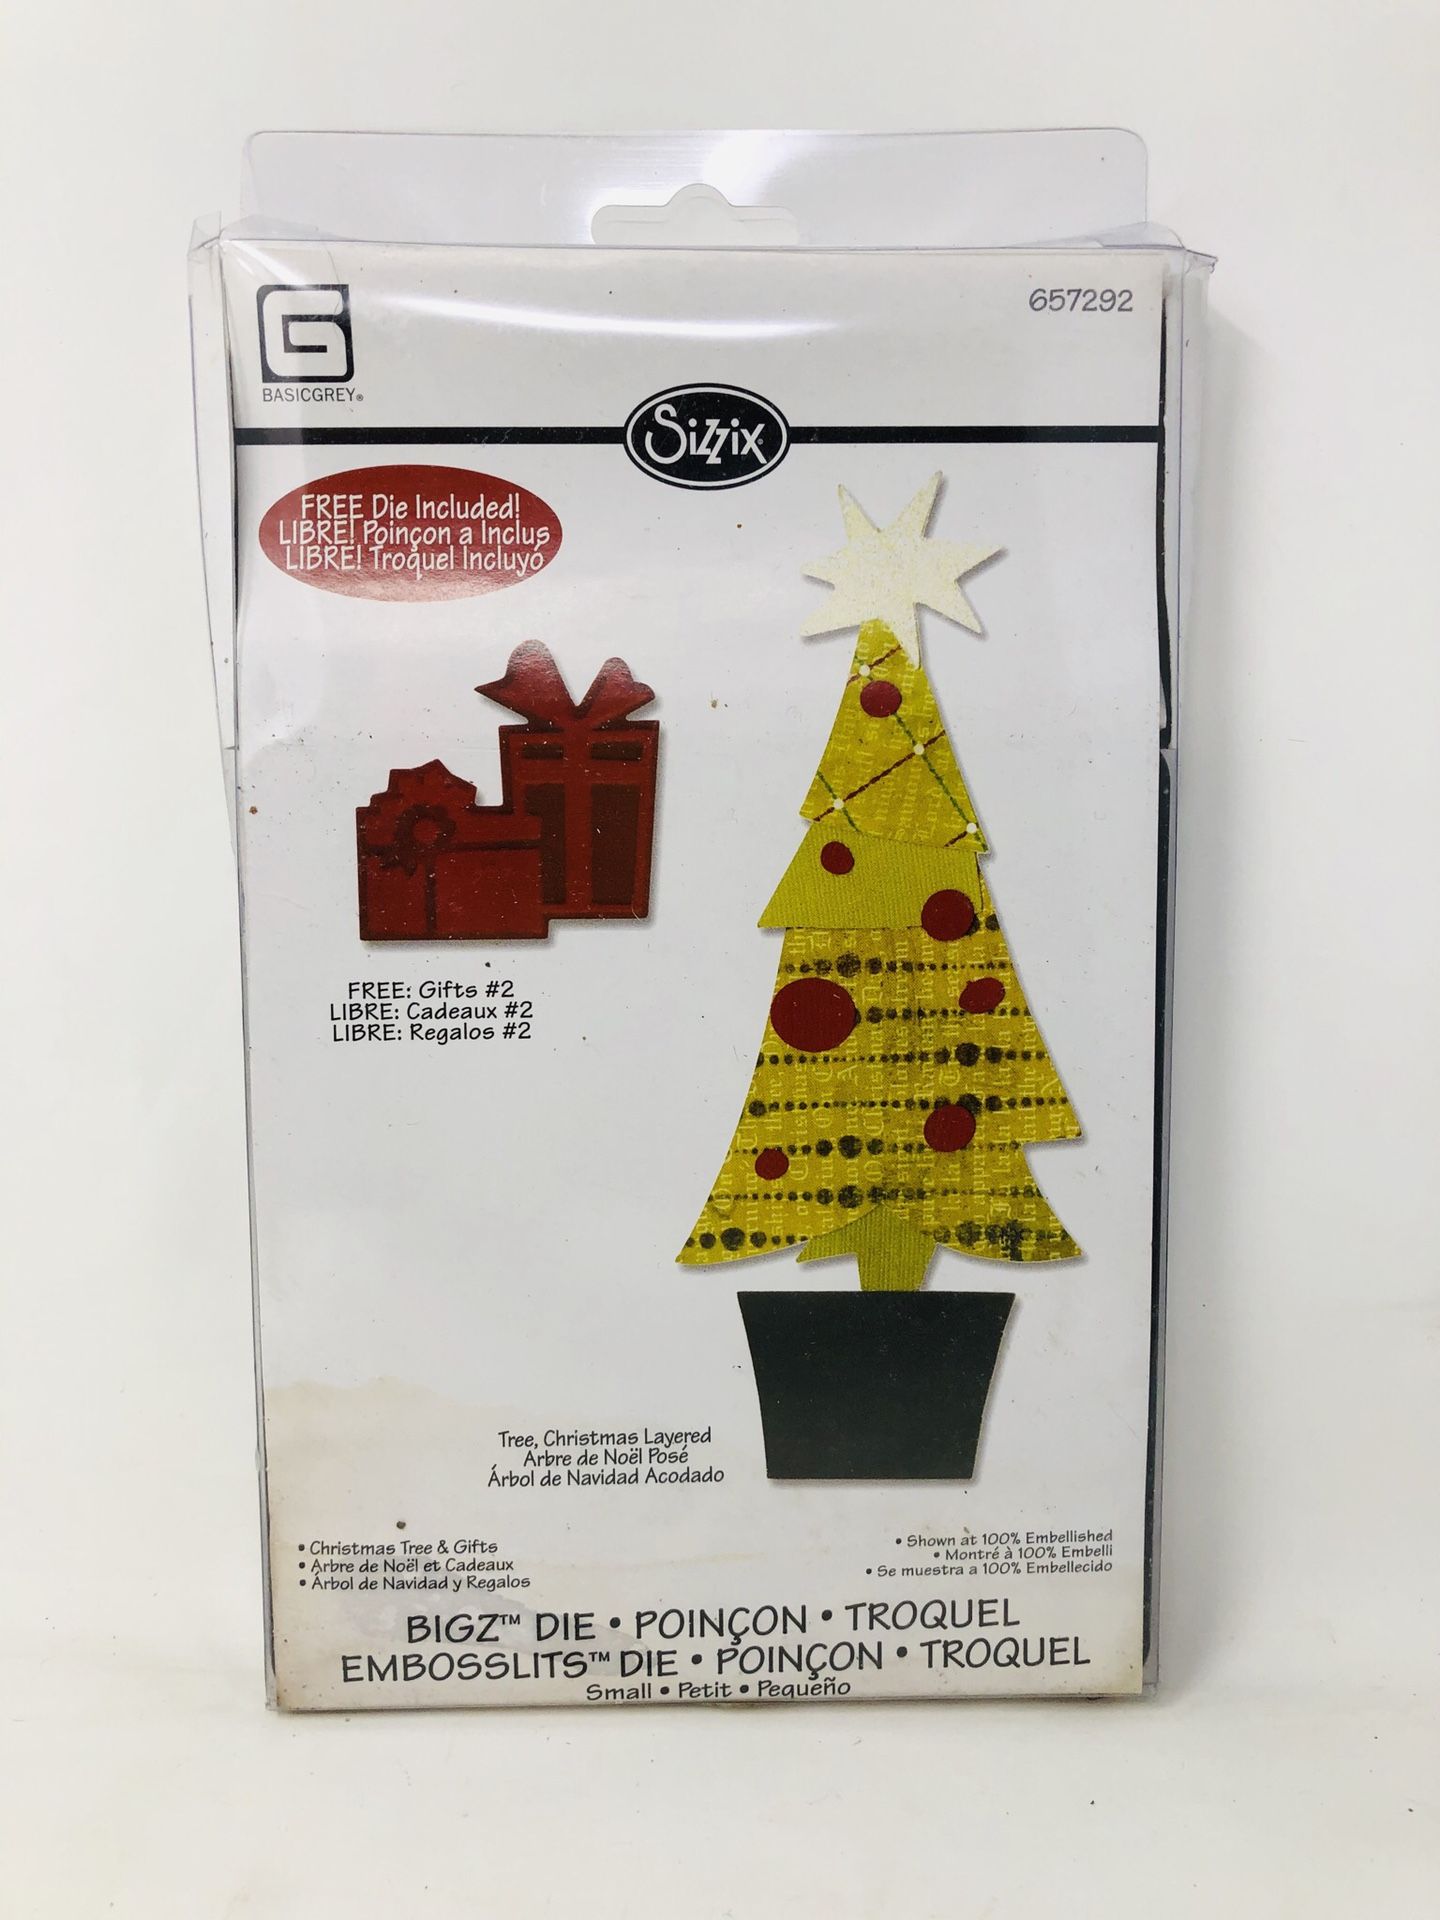 657292
BASICGREY®
Sizzix®
FREE Die Included!
LIBRE! Poinçon a Inclus
LIBRE! Troquel Incluyó
FREE: Gifts #2
LIBRE: Cadeaux #2
LIBRE: Regalos #2
Tree, Christmas Layered
Arbre de Noël Posé
Árbol de Navidad Acodado
• Christmas Tree & Gifts
• Arbre de Noël et Cadeaux
• Árbol de Navidad y Regalos
• Shown at 100% Embellished
• Montré à 100% Embelli
• Se muestra a 100% Embellecido
BIGZ™ DIE • POINÇON • TROQUEL
EMBOSSLITS™ DIE • POINÇON • TROQUEL
Small • Petit • Pequeño